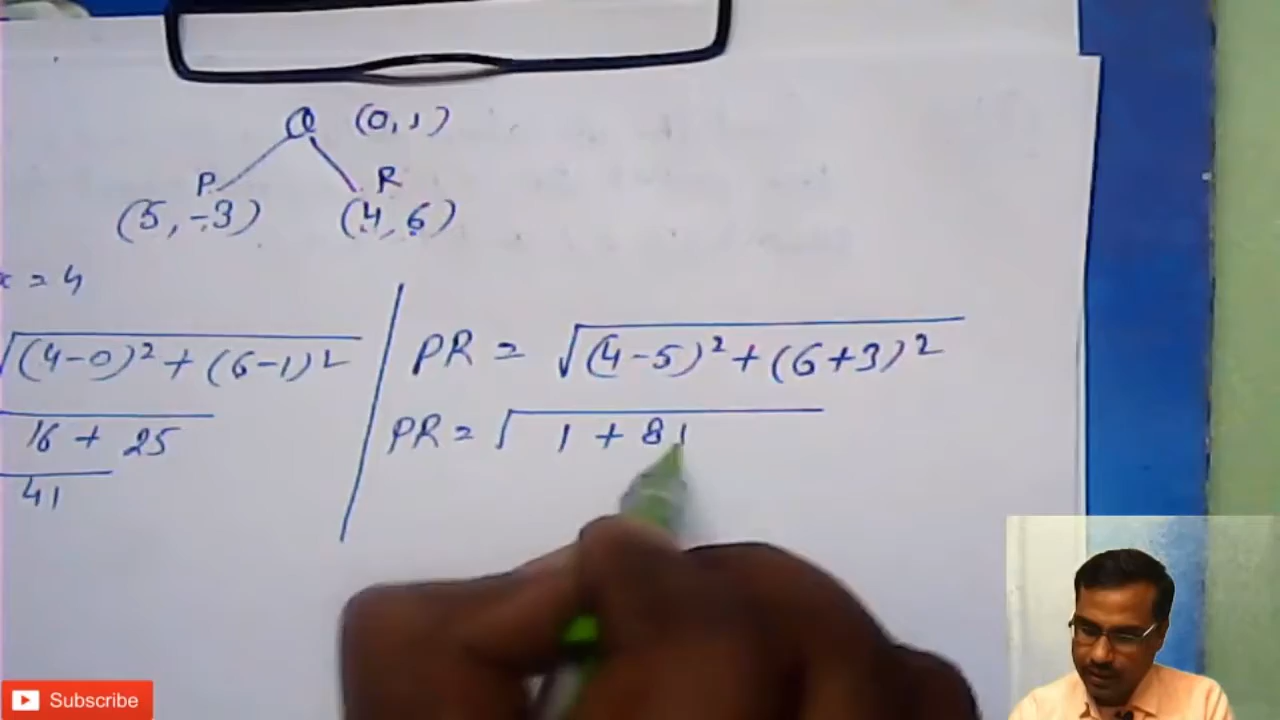 Q (0,1)
P R
(5,-3) (4,6)
x = 4
√(4-0)² + (6-1)²
PR = √(4-5)² + (6+3)²
16 + 25
PR = √ 1 + 81
41
Subscribe